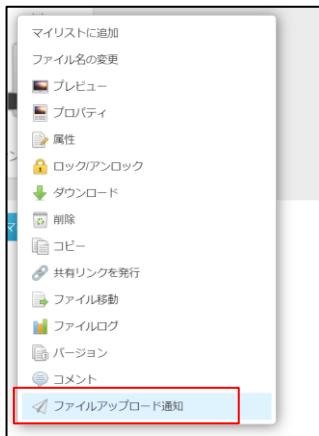 マイリストに追加
ファイル名の変更
プレビュー
プロパティ
属性
ロック/アンロック
ダウンロード
削除
コピー
共有リンクを発行
ファイル移動
ファイルログ
バージョン
コメント
ファイルアップロード通知